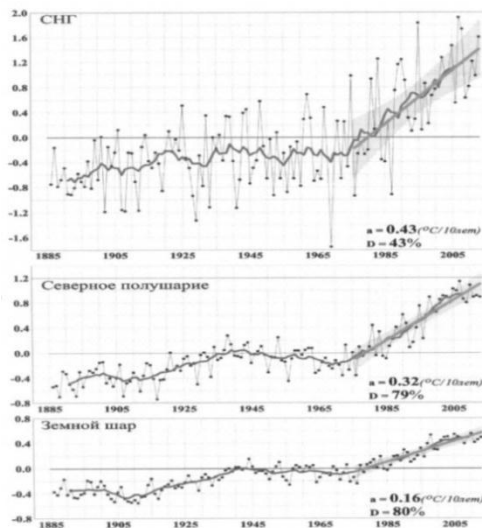 2.0
СНГ
1.6
1.2
0.8
0.4
0.0
-0.4
-0.8
-1.2
-1.6
a = 0.43(°C/10лет)
D = 43%
1885 1905 1925 1945 1965 1985 2005
1.2
Северное полушарие
0.8
0.4
0.0
-0.4
-0.8
a = 0.32(°C/10лет)
D = 79%
1885 1905 1925 1945 1965 1985 2005
0.8
Земной шар
0.4
0.0
-0.4
-0.8
a = 0.16(°C/10лет)
D = 80%
1885 1905 1925 1945 1965 1985 2005